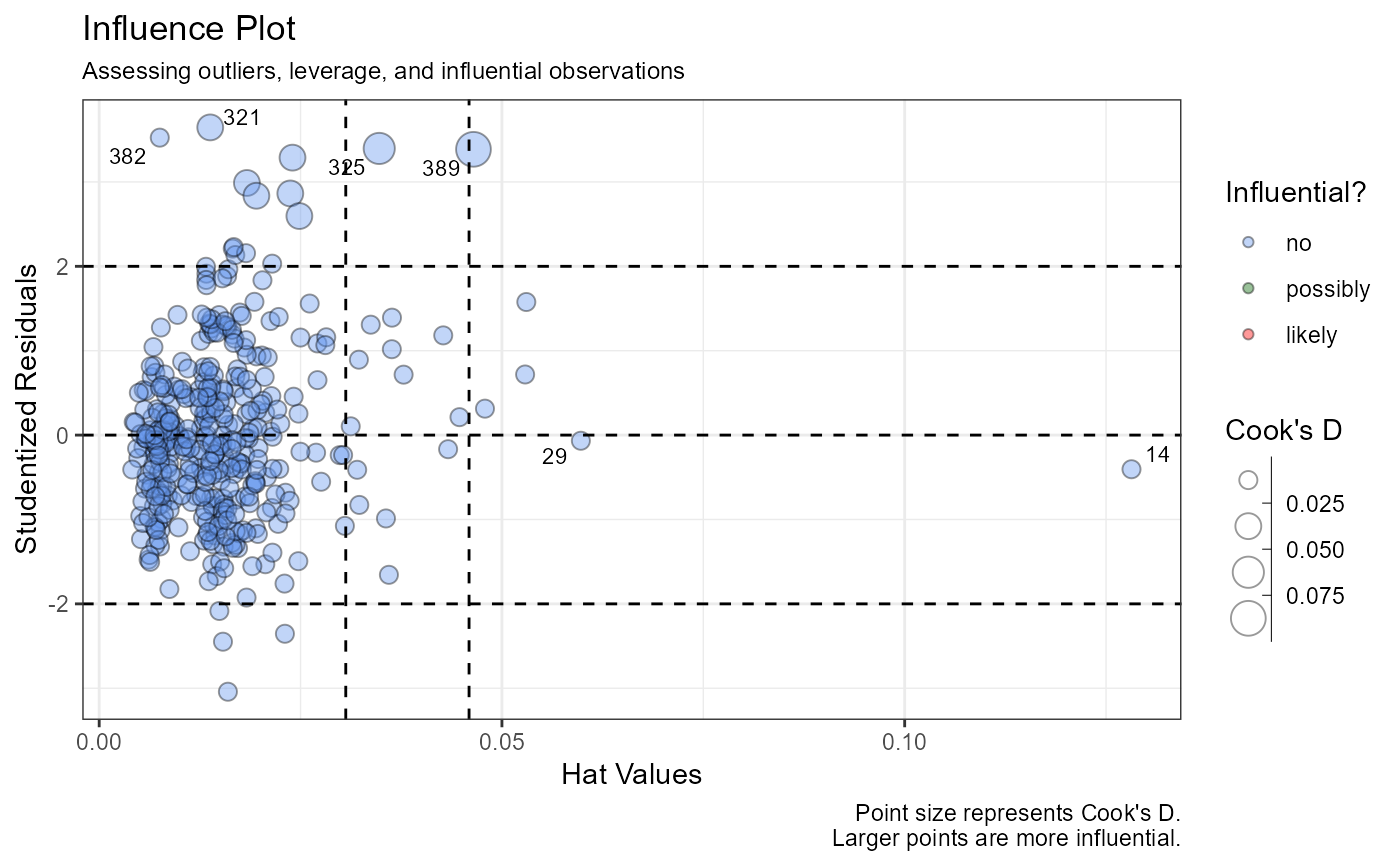 Influence Plot
Assessing outliers, leverage, and influential observations
321
382
325
389
29
14
2
0
-2
Studentized Residuals
0.00
0.05
0.10
Hat Values
Influential?
no
possibly
likely
Cook's D
0.025
0.050
0.075
Point size represents Cook's D.
Larger points are more influential.